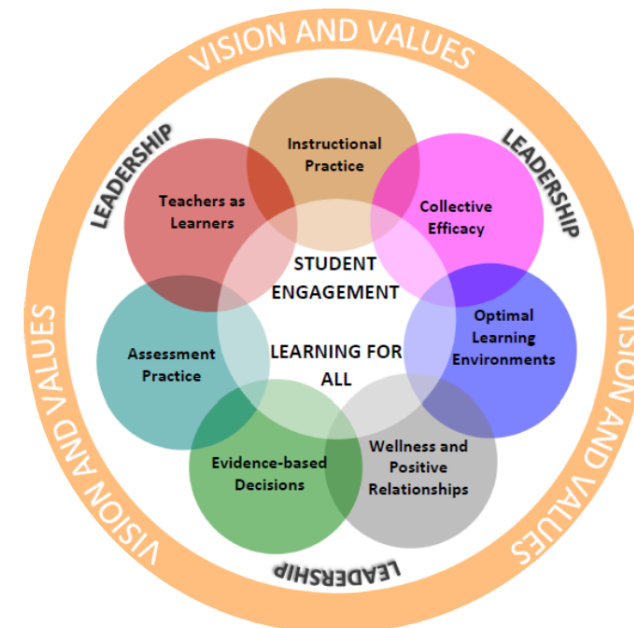 VISION AND VALUES
LEADERSHIP
LEADERSHIP
Instructional
Practice
Teachers as
Learners
Collective
Efficacy
STUDENT
ENGAGEMENT
LEARNING FOR
ALL
Optimal
Learning
Environments
Assessment
Practice
Evidence-based
Decisions
Wellness and
Positive
Relationships
VISION AND VALUES
VISION AND VALUES
LEADERSHIP